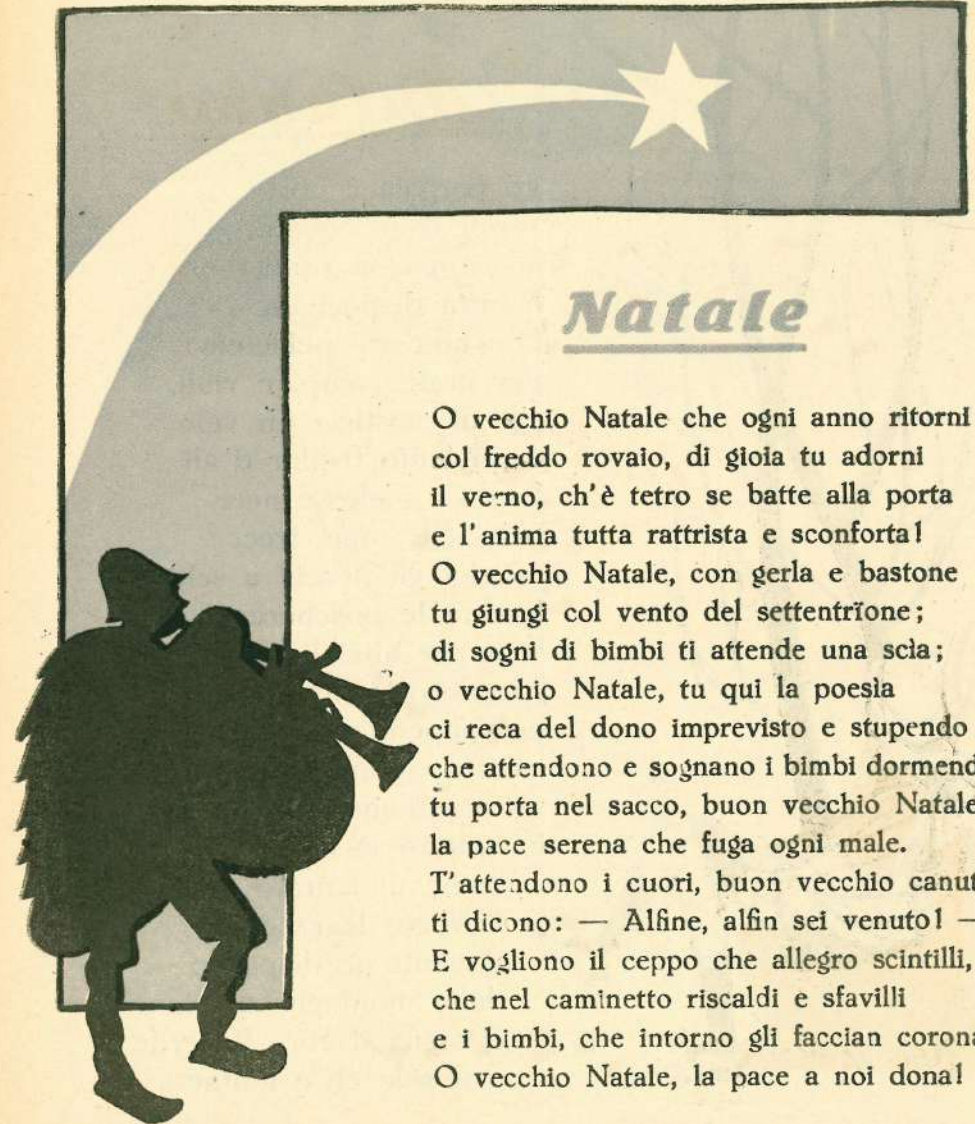 Natale
O vecchio Natale che ogni anno ritorni
col freddo rovaio, di gioia tu adorni
il verno, ch'è tetro se batte alla porta
e l'anima tutta rattrista e sconforta!
O vecchio Natale, con gerla e bastone
tu giungi col vento del settentrïone;
di sogni di bimbi ti attende una scìa;
o vecchio Natale, tu qui la poesìa
ci reca del dono imprevisto e stupendo
che attendono e sognano i bimbi dormend
tu porta nel sacco, buon vecchio Natale
la pace serena che fuga ogni male.
T'attendono i cuori, buon vecchio canut
ti dicono: — Alfine, alfin sei venuto! —
E vogliono il ceppo che allegro scintilli,
che nel caminetto riscaldi e sfavilli
e i bimbi, che intorno gli faccian corona
O vecchio Natale, la pace a noi dona!